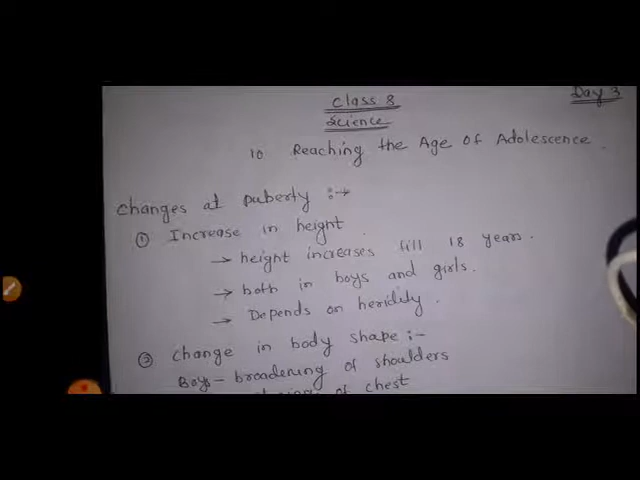 Day 3
Class 8
Science
10 Reaching the Age of Adolescence.
Changes at puberty :→
① Increase in height.
→ height increases till 18 years.
→ both in boys and girls.
→ Depends on heridity.
② Change in body shape :-
Boys - broadening of shoulders
of chest